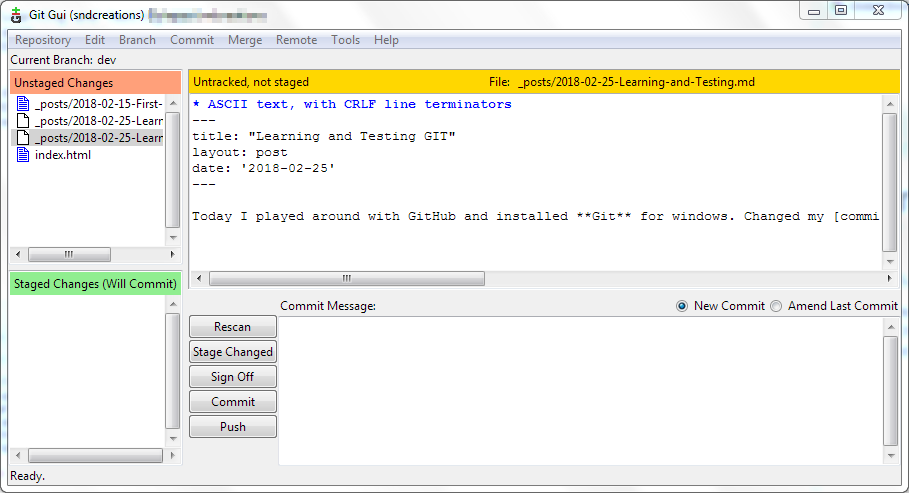 Git Gui (sndcreations)
Repository Edit Branch Commit Merge Remote Tools Help
Current Branch: dev
Unstaged Changes
_posts/2018-02-15-First-
_posts/2018-02-25-Learn
_posts/2018-02-25-Learn
index.html
Staged Changes (Will Commit)
Untracked, not staged File: _posts/2018-02-25-Learning-and-Testing.md
* ASCII text, with CRLF line terminators
---
title: "Learning and Testing GIT"
layout: post
date: '2018-02-25'
---
Today I played around with GitHub and installed **Git** for windows. Changed my [commi
Commit Message: New Commit Amend Last Commit
Rescan
Stage Changed
Sign Off
Commit
Push
Ready.